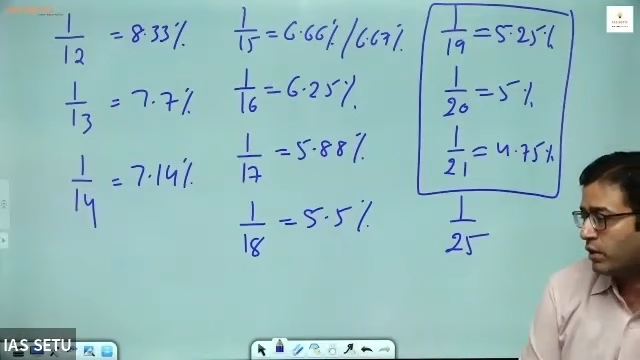 1/12 = 8.33%
1/13 = 7.7%
1/14 = 7.14%
1/15 = 6.66% / 6.67%
1/16 = 6.25%
1/17 = 5.88%
1/18 = 5.5%
1/19 = 5.25%
1/20 = 5%
1/21 = 4.75%
1/25
IAS SETU